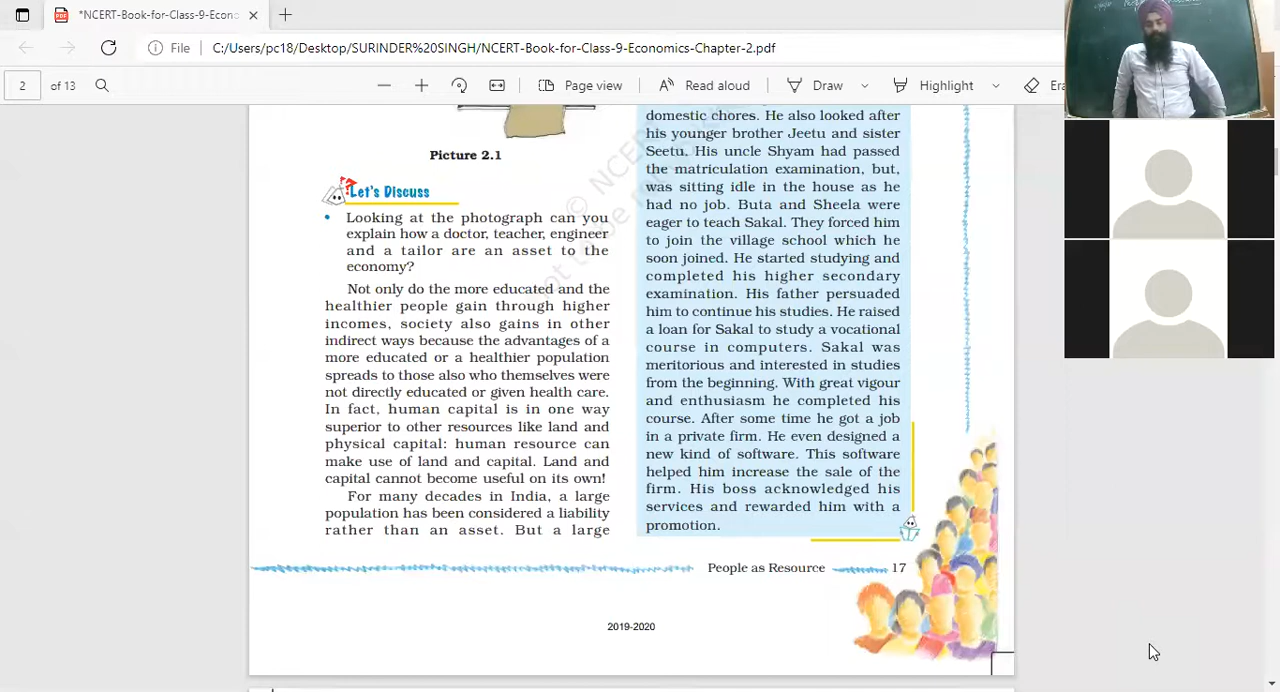 *NCERT-Book-for-Class-9-Econo
File
C:/Users/pc18/Desktop/SURINDER%20SINGH/NCERT-Book-for-Class-9-Economics-Chapter-2.pdf
2 of 13
Page view
Read aloud
Draw
Highlight
Era
Picture 2.1
Let's Discuss
• Looking at the photograph can you
explain how a doctor, teacher, engineer
and a tailor are an asset to the
economy?
Not only do the more educated and the
healthier people gain through higher
incomes, society also gains in other
indirect ways because the advantages of a
more educated or a healthier population
spreads to those also who themselves were
not directly educated or given health care.
In fact, human capital is in one way
superior to other resources like land and
physical capital: human resource can
make use of land and capital. Land and
capital cannot become useful on its own!
For many decades in India, a large
population has been considered a liability
rather than an asset. But a large
domestic chores. He also looked after
his younger brother Jeetu and sister
Seetu. His uncle Shyam had passed
the matriculation examination, but,
was sitting idle in the house as he
had no job. Buta and Sheela were
eager to teach Sakal. They forced him
to join the village school which he
soon joined. He started studying and
completed his higher secondary
examination. His father persuaded
him to continue his studies. He raised
a loan for Sakal to study a vocational
course in computers. Sakal was
meritorious and interested in studies
from the beginning. With great vigour
and enthusiasm he completed his
course. After some time he got a job
in a private firm. He even designed a
new kind of software. This software
helped him increase the sale of the
firm. His boss acknowledged his
services and rewarded him with a
promotion.
People as Resource
17
2019-2020